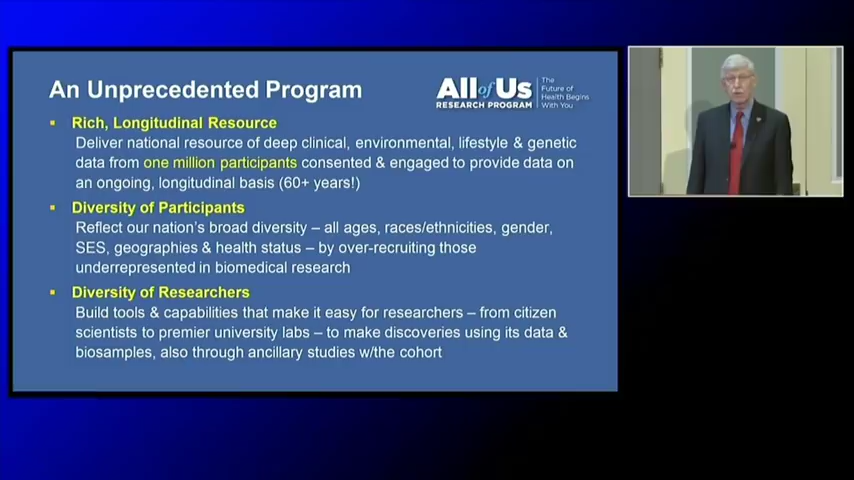 An Unprecedented Program
All of Us
RESEARCH PROGRAM
The
Future of
Health Begins
With You
Rich, Longitudinal Resource
Deliver national resource of deep clinical, environmental, lifestyle & genetic
data from one million participants consented & engaged to provide data on
an ongoing, longitudinal basis (60+ years!)
Diversity of Participants
Reflect our nation's broad diversity – all ages, races/ethnicities, gender,
SES, geographies & health status – by over-recruiting those
underrepresented in biomedical research
Diversity of Researchers
Build tools & capabilities that make it easy for researchers – from citizen
scientists to premier university labs – to make discoveries using its data &
biosamples, also through ancillary studies w/the cohort